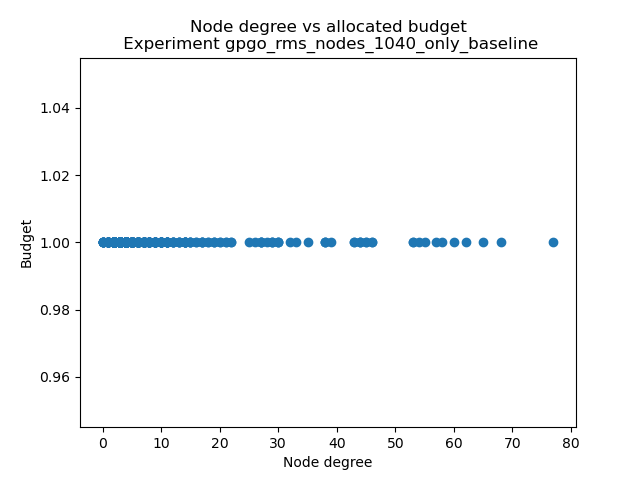 Node degree vs allocated budget
Experiment gpgo_rms_nodes_1040_only_baseline
1.04
1.02
1.00
0.98
0.96
Budget
0 10 20 30 40 50 60 70 80
Node degree